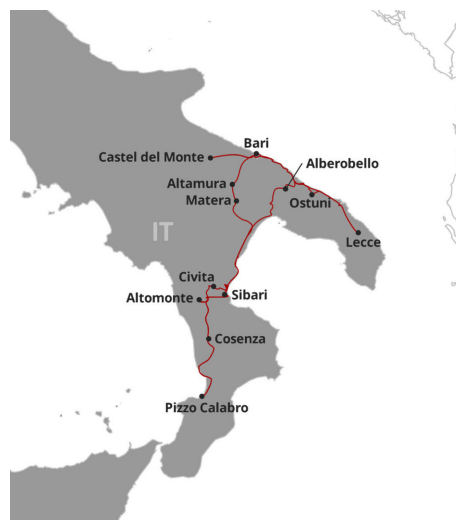 Bari
Castel del Monte
Alberobello
Altamura
Matera
Ostuni
IT
Lecce
Civita
Altomonte
Sibari
Cosenza
Pizzo Calabro